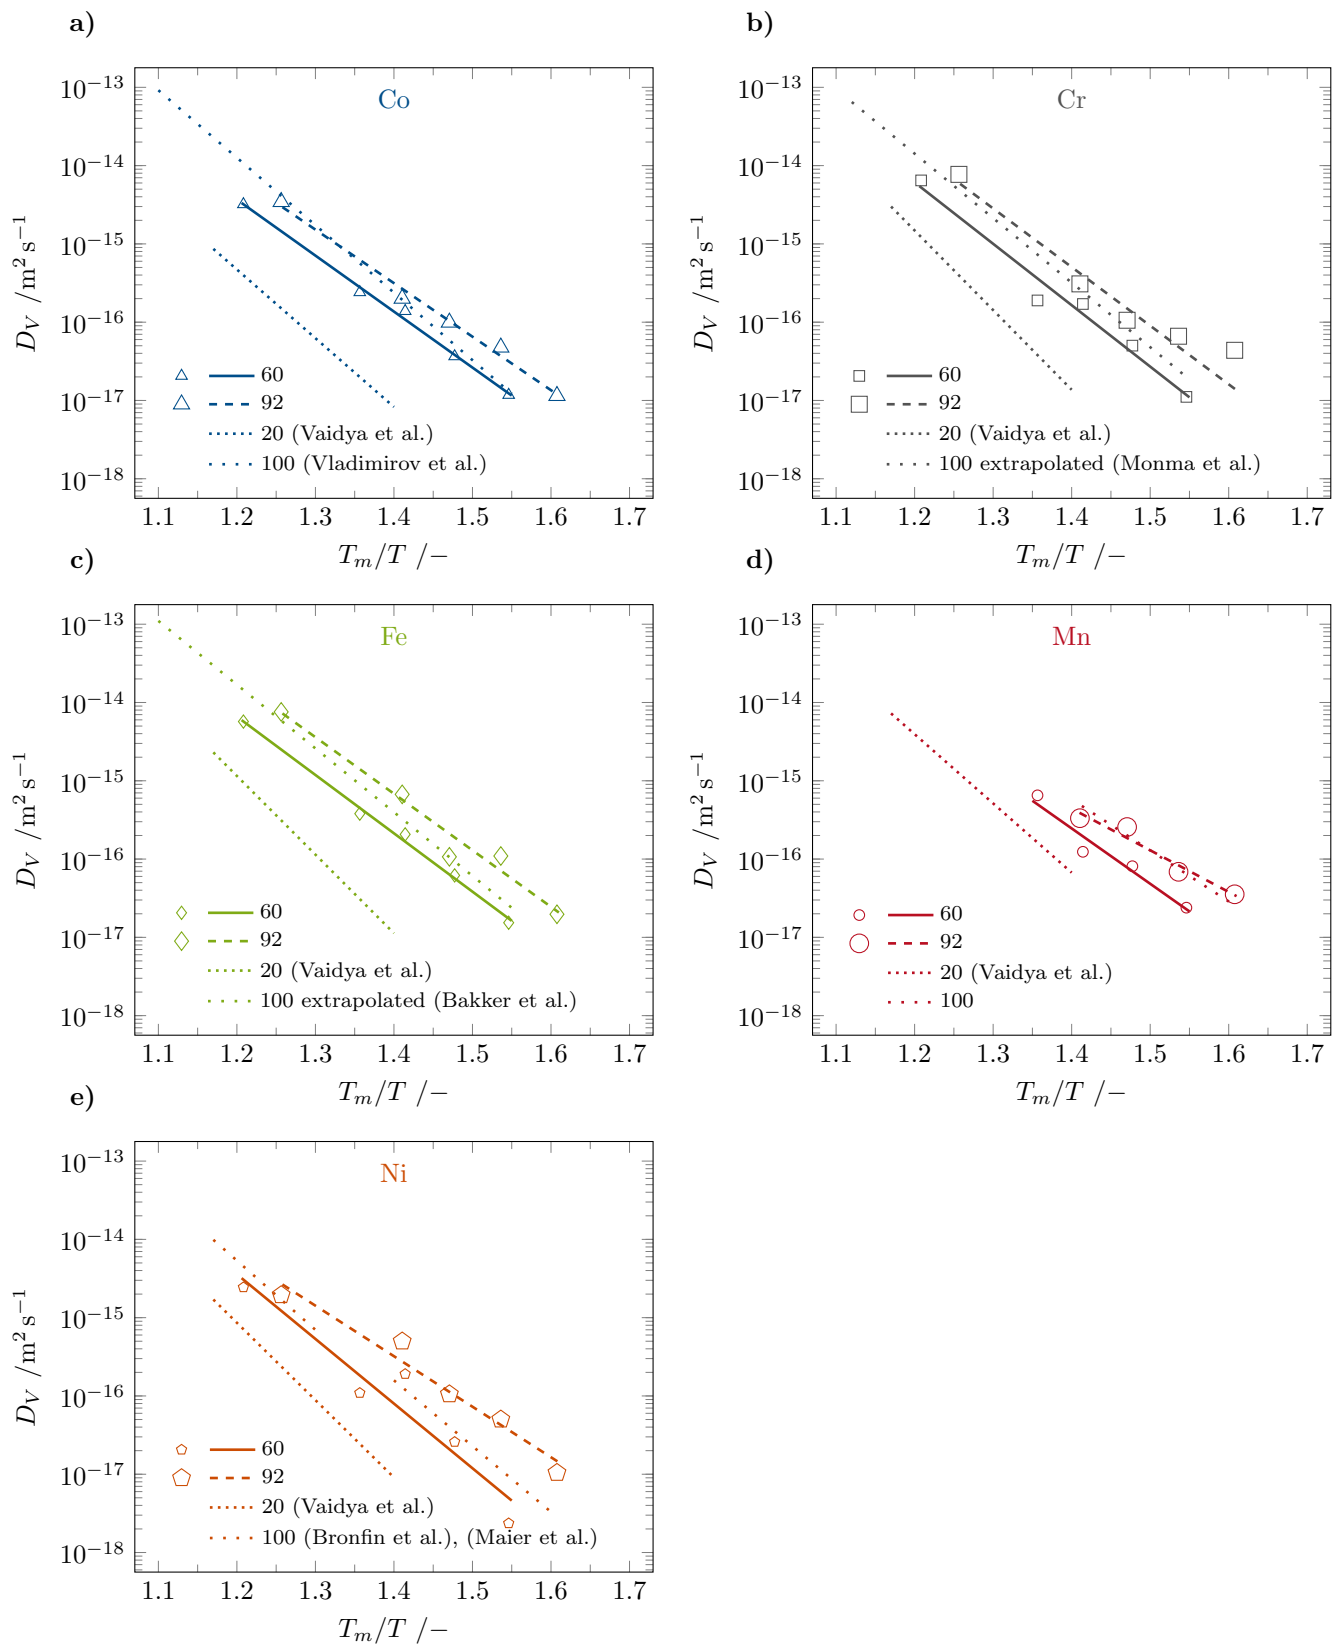 a)
Co
10⁻¹³
10⁻¹⁴
10⁻¹⁵
10⁻¹⁶
10⁻¹⁷
10⁻¹⁸
D_V /m² s⁻¹
60
92
20 (Vaidya et al.)
100 (Vladimirov et al.)
1.1 1.2 1.3 1.4 1.5 1.6 1.7
T_m/T /−
b)
Cr
10⁻¹³
10⁻¹⁴
10⁻¹⁵
10⁻¹⁶
10⁻¹⁷
10⁻¹⁸
D_V /m² s⁻¹
60
92
20 (Vaidya et al.)
100 extrapolated (Monma et al.)
1.1 1.2 1.3 1.4 1.5 1.6 1.7
T_m/T /−
c)
Fe
10⁻¹³
10⁻¹⁴
10⁻¹⁵
10⁻¹⁶
10⁻¹⁷
10⁻¹⁸
D_V /m² s⁻¹
60
92
20 (Vaidya et al.)
100 extrapolated (Bakker et al.)
1.1 1.2 1.3 1.4 1.5 1.6 1.7
T_m/T /−
d)
Mn
10⁻¹³
10⁻¹⁴
10⁻¹⁵
10⁻¹⁶
10⁻¹⁷
10⁻¹⁸
D_V /m² s⁻¹
60
92
20 (Vaidya et al.)
100
1.1 1.2 1.3 1.4 1.5 1.6 1.7
T_m/T /−
e)
Ni
10⁻¹³
10⁻¹⁴
10⁻¹⁵
10⁻¹⁶
10⁻¹⁷
10⁻¹⁸
D_V /m² s⁻¹
60
92
20 (Vaidya et al.)
100 (Bronfin et al.), (Maier et al.)
1.1 1.2 1.3 1.4 1.5 1.6 1.7
T_m/T /−